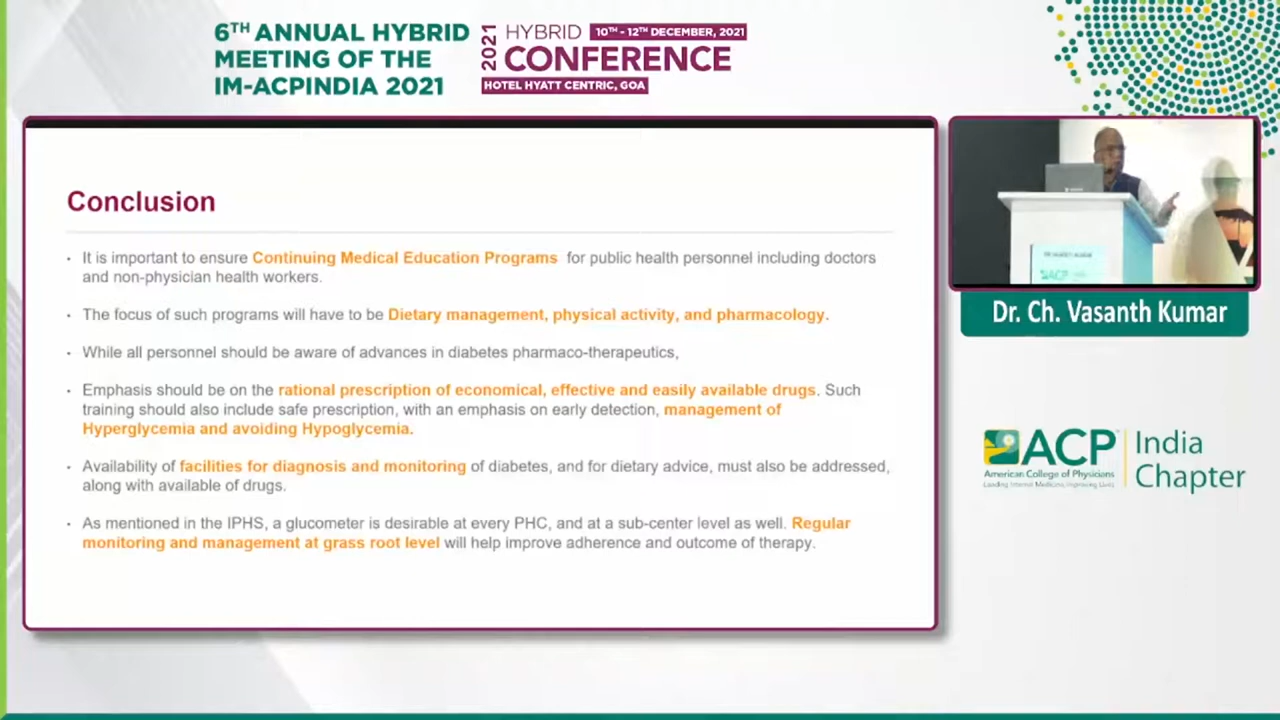 6TH ANNUAL HYBRID
MEETING OF THE
IM-ACPINDIA 2021
2021
HYBRID 10TH - 12TH DECEMBER, 2021
CONFERENCE
HOTEL HYATT CENTRIC, GOA
Conclusion
· It is important to ensure Continuing Medical Education Programs for public health personnel including doctors
and non-physician health workers.
· The focus of such programs will have to be Dietary management, physical activity, and pharmacology.
· While all personnel should be aware of advances in diabetes pharmaco-therapeutics,
· Emphasis should be on the rational prescription of economical, effective and easily available drugs. Such
training should also include safe prescription, with an emphasis on early detection, management of
Hyperglycemia and avoiding Hypoglycemia.
· Availability of facilities for diagnosis and monitoring of diabetes, and for dietary advice, must also be addressed,
along with available of drugs.
· As mentioned in the IPHS, a glucometer is desirable at every PHC, and at a sub-center level as well. Regular
monitoring and management at grass root level will help improve adherence and outcome of therapy.
ACP
Dr. Ch. Vasanth Kumar
ACP
American College of Physicians
Leading Internal Medicine, Improving Lives
India
Chapter